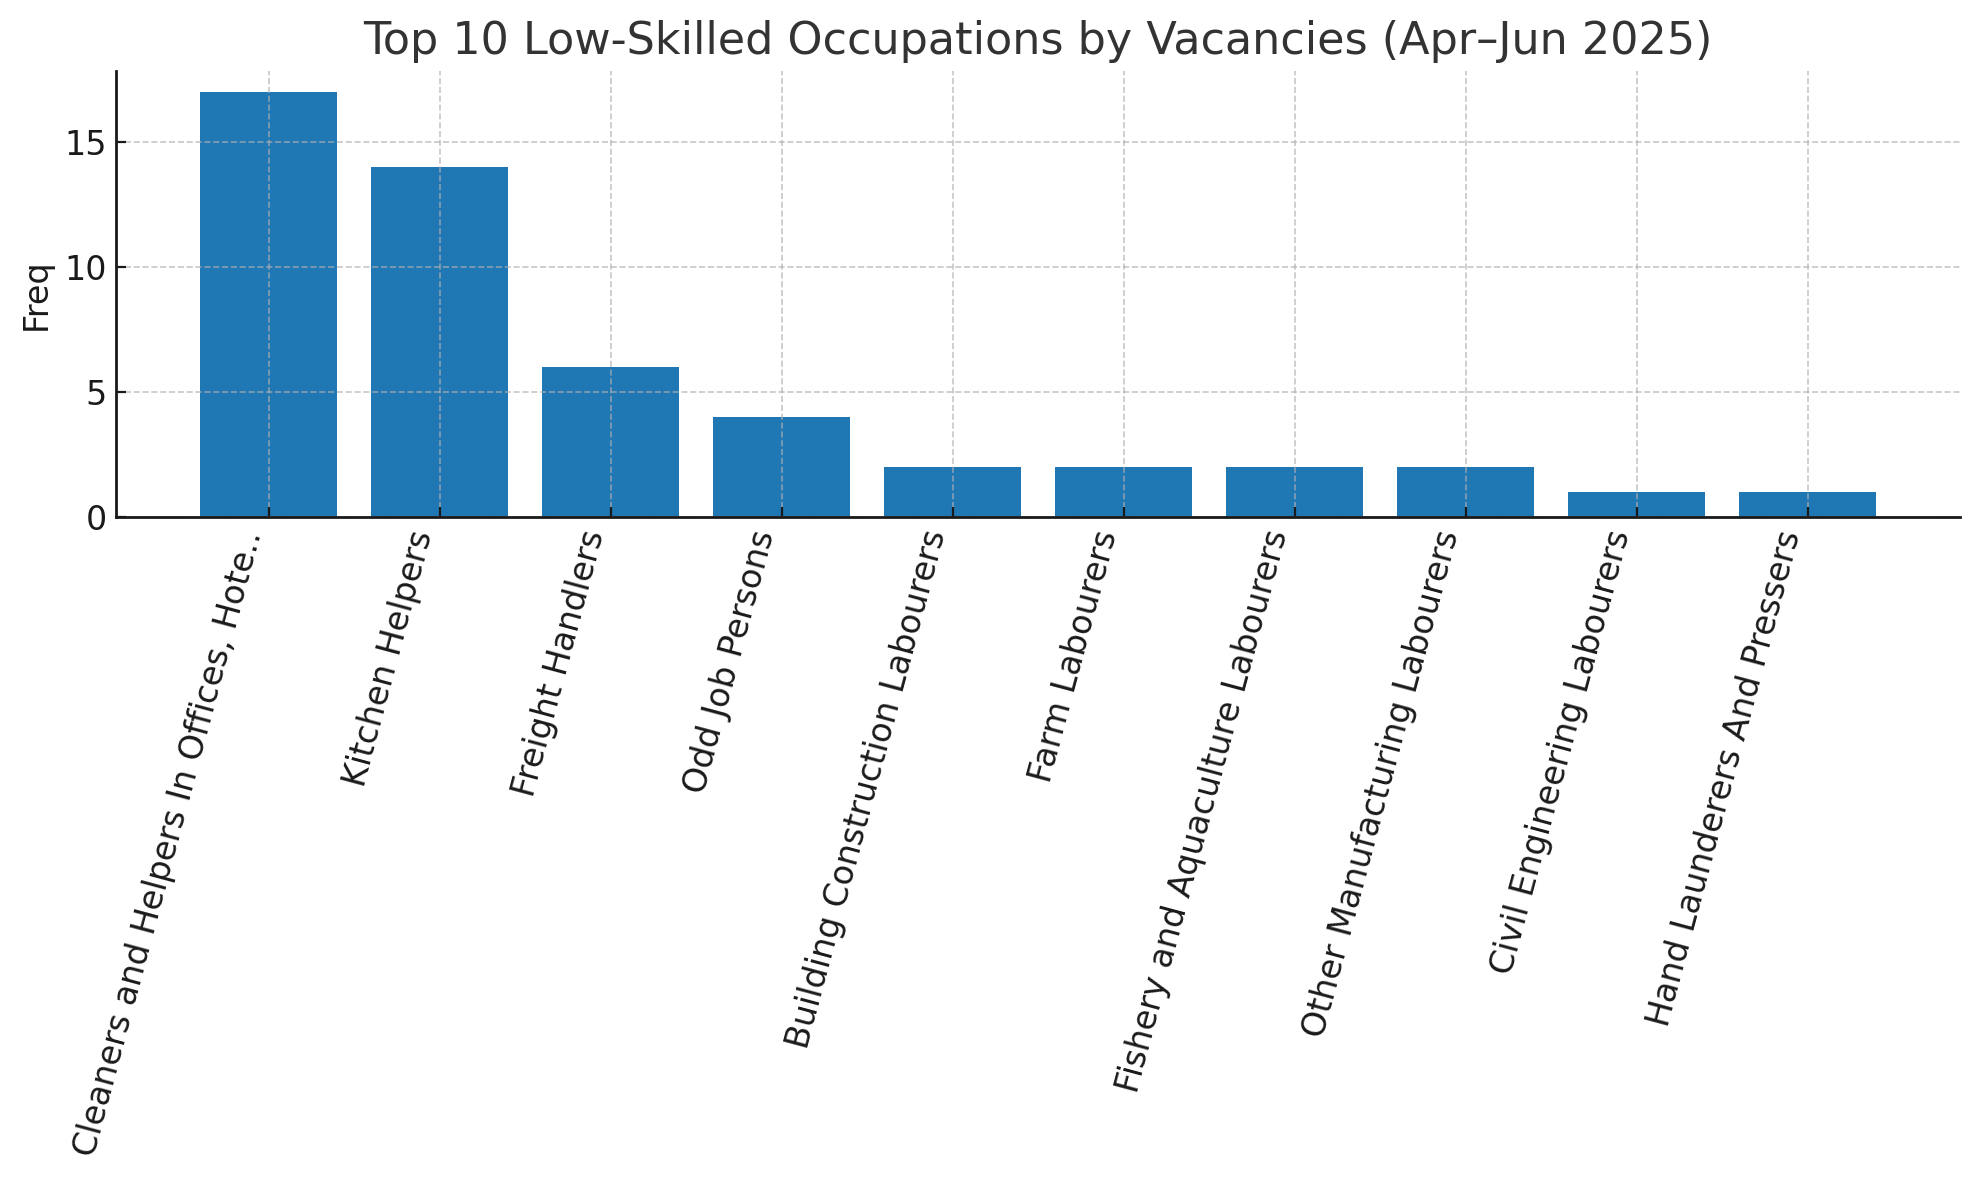 Top 10 Low-Skilled Occupations by Vacancies (Apr–Jun 2025)
Freq
15
10
5
0
Cleaners and Helpers In Offices, Hote..
Kitchen Helpers
Freight Handlers
Odd Job Persons
Building Construction Labourers
Farm Labourers
Fishery and Aquaculture Labourers
Other Manufacturing Labourers
Civil Engineering Labourers
Hand Launderers And Pressers